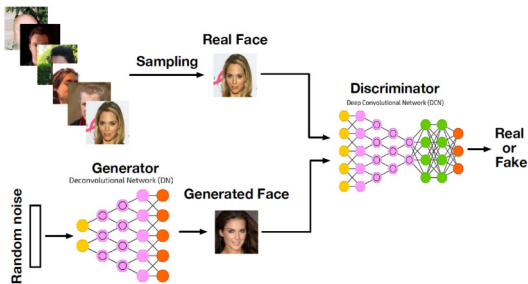 Sampling
Real Face
Discriminator
Deep Convolutional Network (DCN)
Real
or
Fake
Generator
Deconvolutional Network (DN)
Generated Face
Random noise